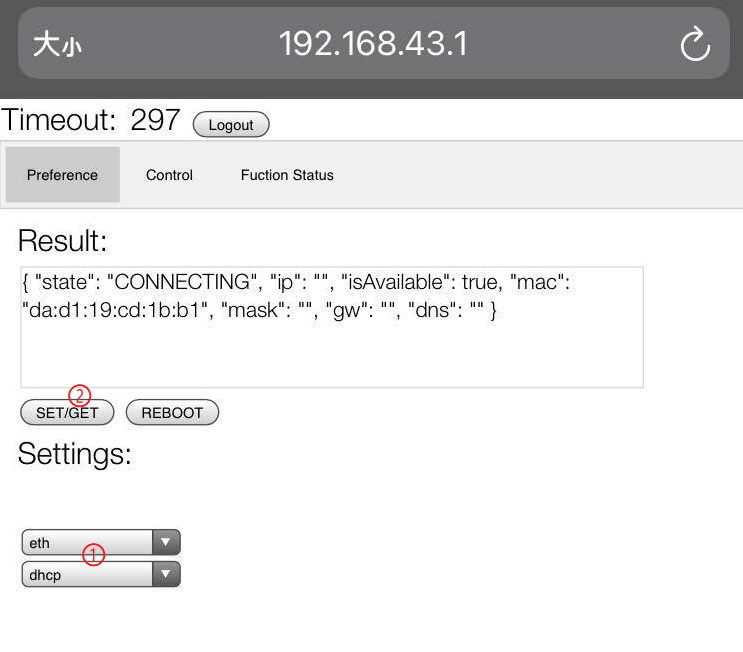 大小 192.168.43.1
Timeout: 297 Logout
Preference Control Fuction Status
Result:
{ "state": "CONNECTING", "ip": "", "isAvailable": true, "mac":
"da:d1:19:cd:1b:b1", "mask": "", "gw": "", "dns": "" }
②
SET/GET REBOOT
Settings:
eth
①
dhcp